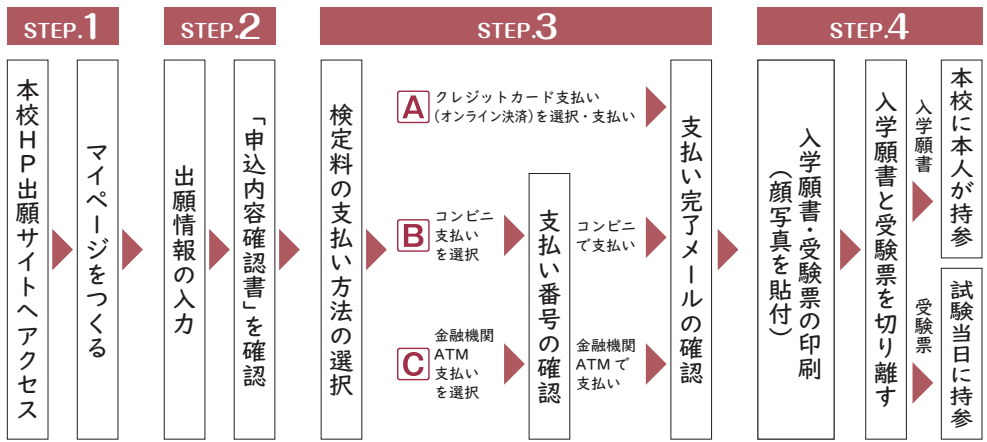 STEP.1
本校HP出願サイトへアクセス
マイページをつくる
STEP.2
出願情報の入力
「申込内容確認書」を確認
STEP.3
検定料の支払い方法の選択
A
クレジットカード支払い
(オンライン決済)を選択・支払い
B
コンビニ
支払い
を選択
C
金融機関
ATM
支払い
を選択
支払い番号の確認
コンビニ
で支払い
金融機関
ATMで
支払い
支払い完了メールの確認
STEP.4
入学願書・受験票の印刷
(顔写真を貼付)
入学願書と受験票を切り離す
入学願書
本校に本人が持参
受験票
試験当日に持参